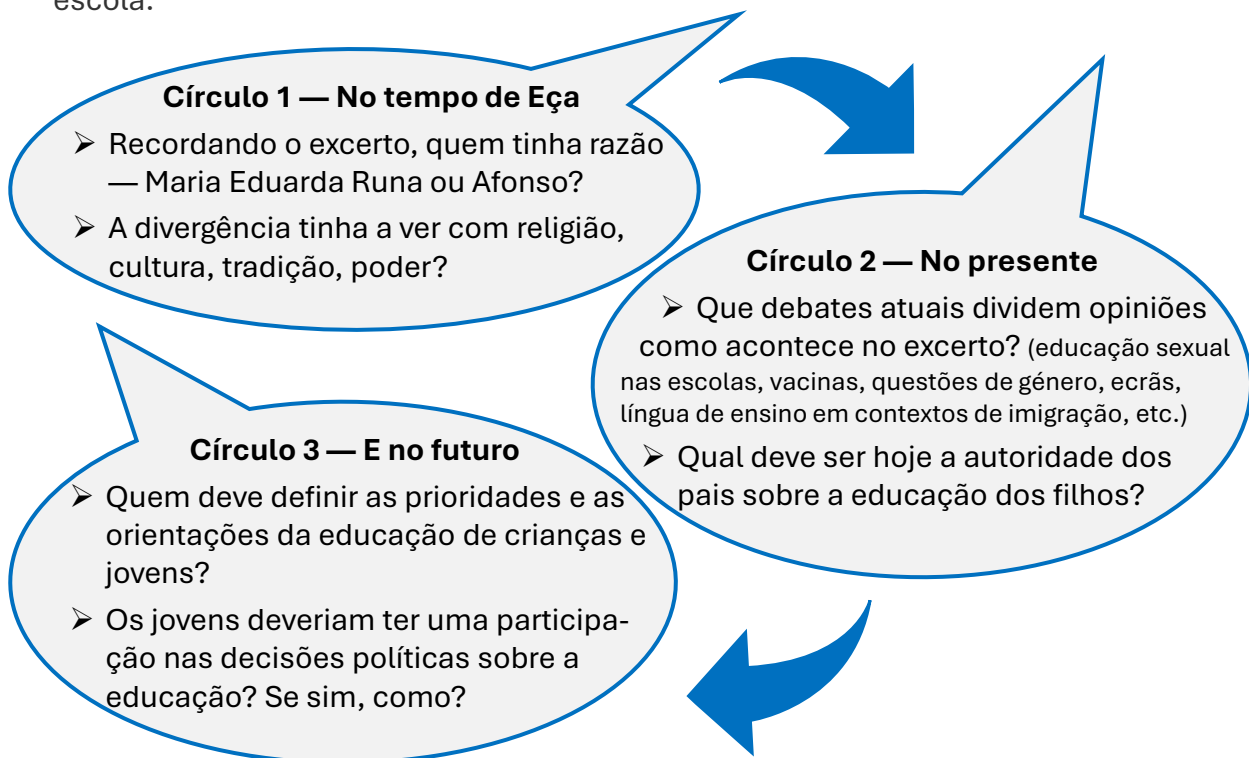 escola.
Círculo 1 — No tempo de Eça
➢ Recordando o excerto, quem tinha razão
— Maria Eduarda Runa ou Afonso?
➢ A divergência tinha a ver com religião,
cultura, tradição, poder?
Círculo 2 — No presente
➢ Que debates atuais dividem opiniões
como acontece no excerto? (educação sexual
nas escolas, vacinas, questões de género, ecrãs,
língua de ensino em contextos de imigração, etc.)
➢ Qual deve ser hoje a autoridade dos
pais sobre a educação dos filhos?
Círculo 3 — E no futuro
➢ Quem deve definir as prioridades e as
orientações da educação de crianças e
jovens?
➢ Os jovens deveriam ter uma participa-
ção nas decisões políticas sobre a
educação? Se sim, como?